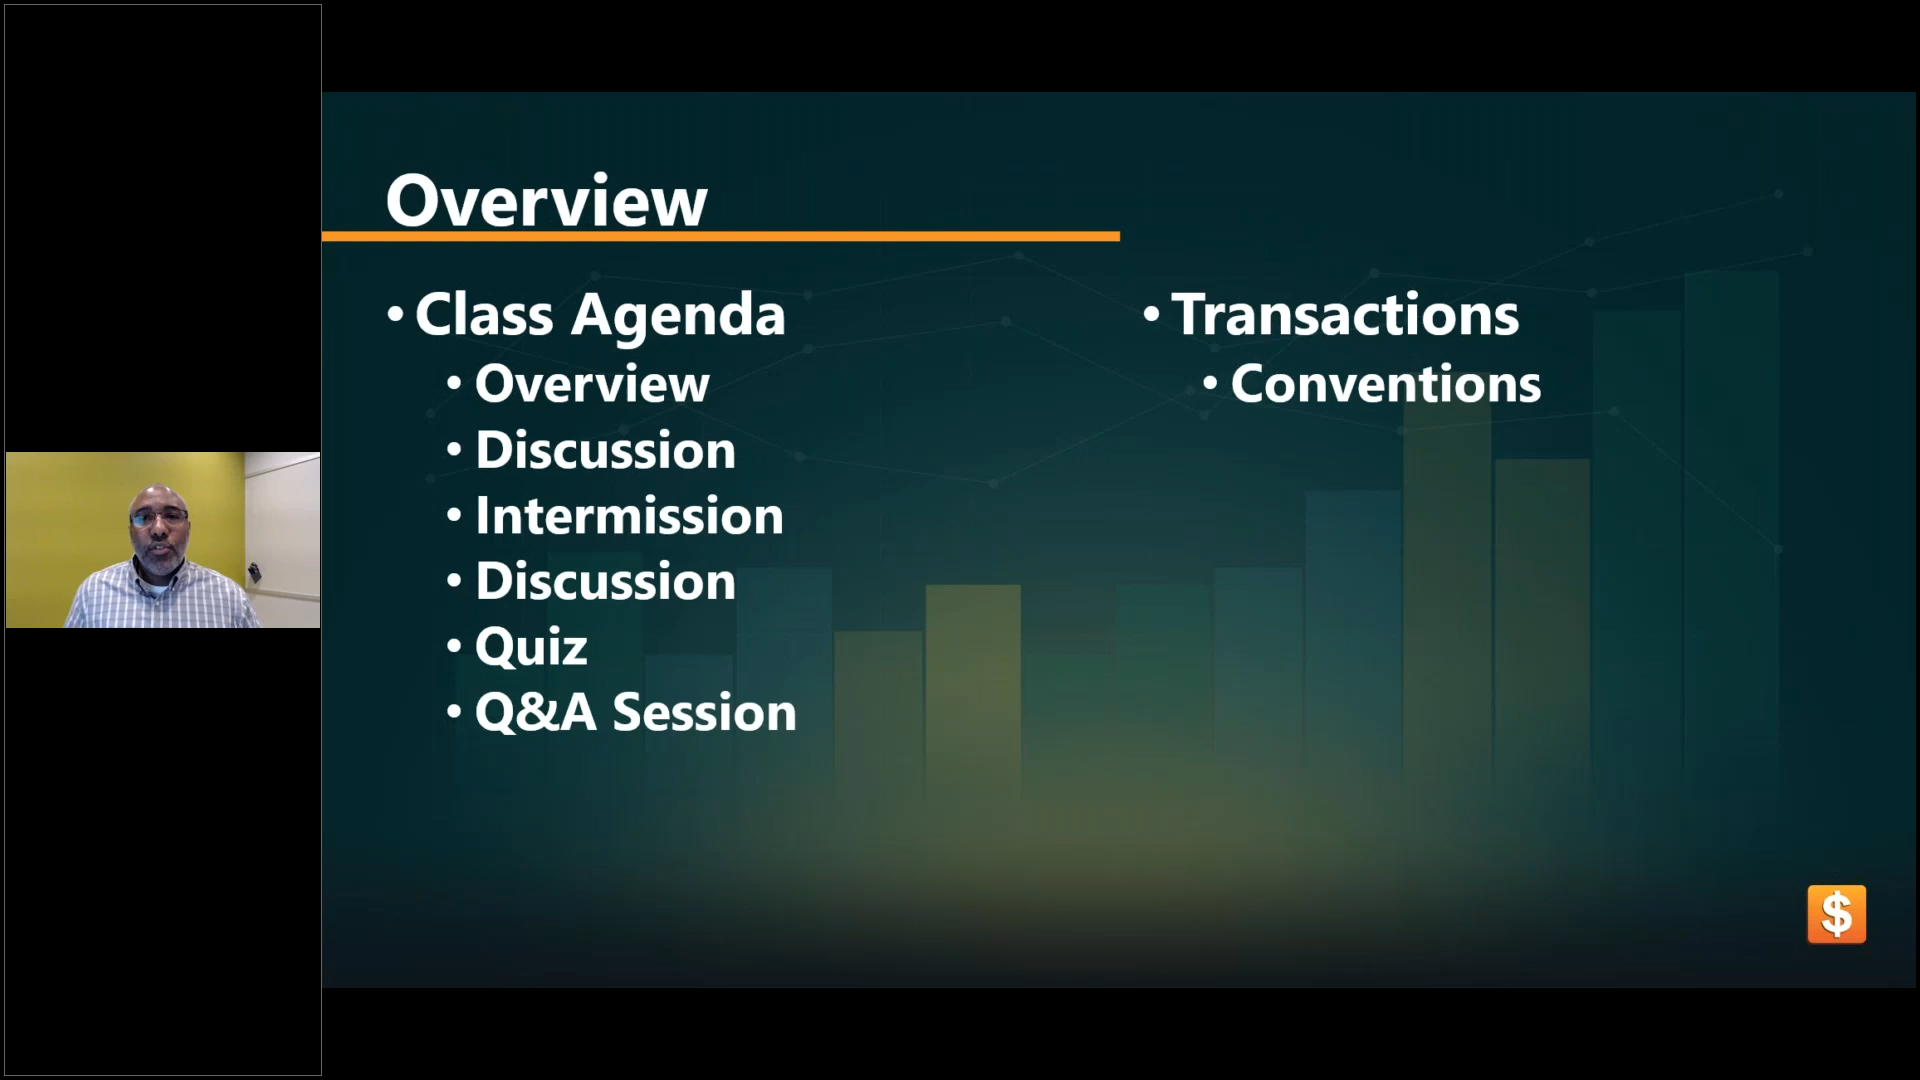 Overview
• Class Agenda
• Overview
• Discussion
• Intermission
• Discussion
• Quiz
• Q&A Session
• Transactions
• Conventions
$